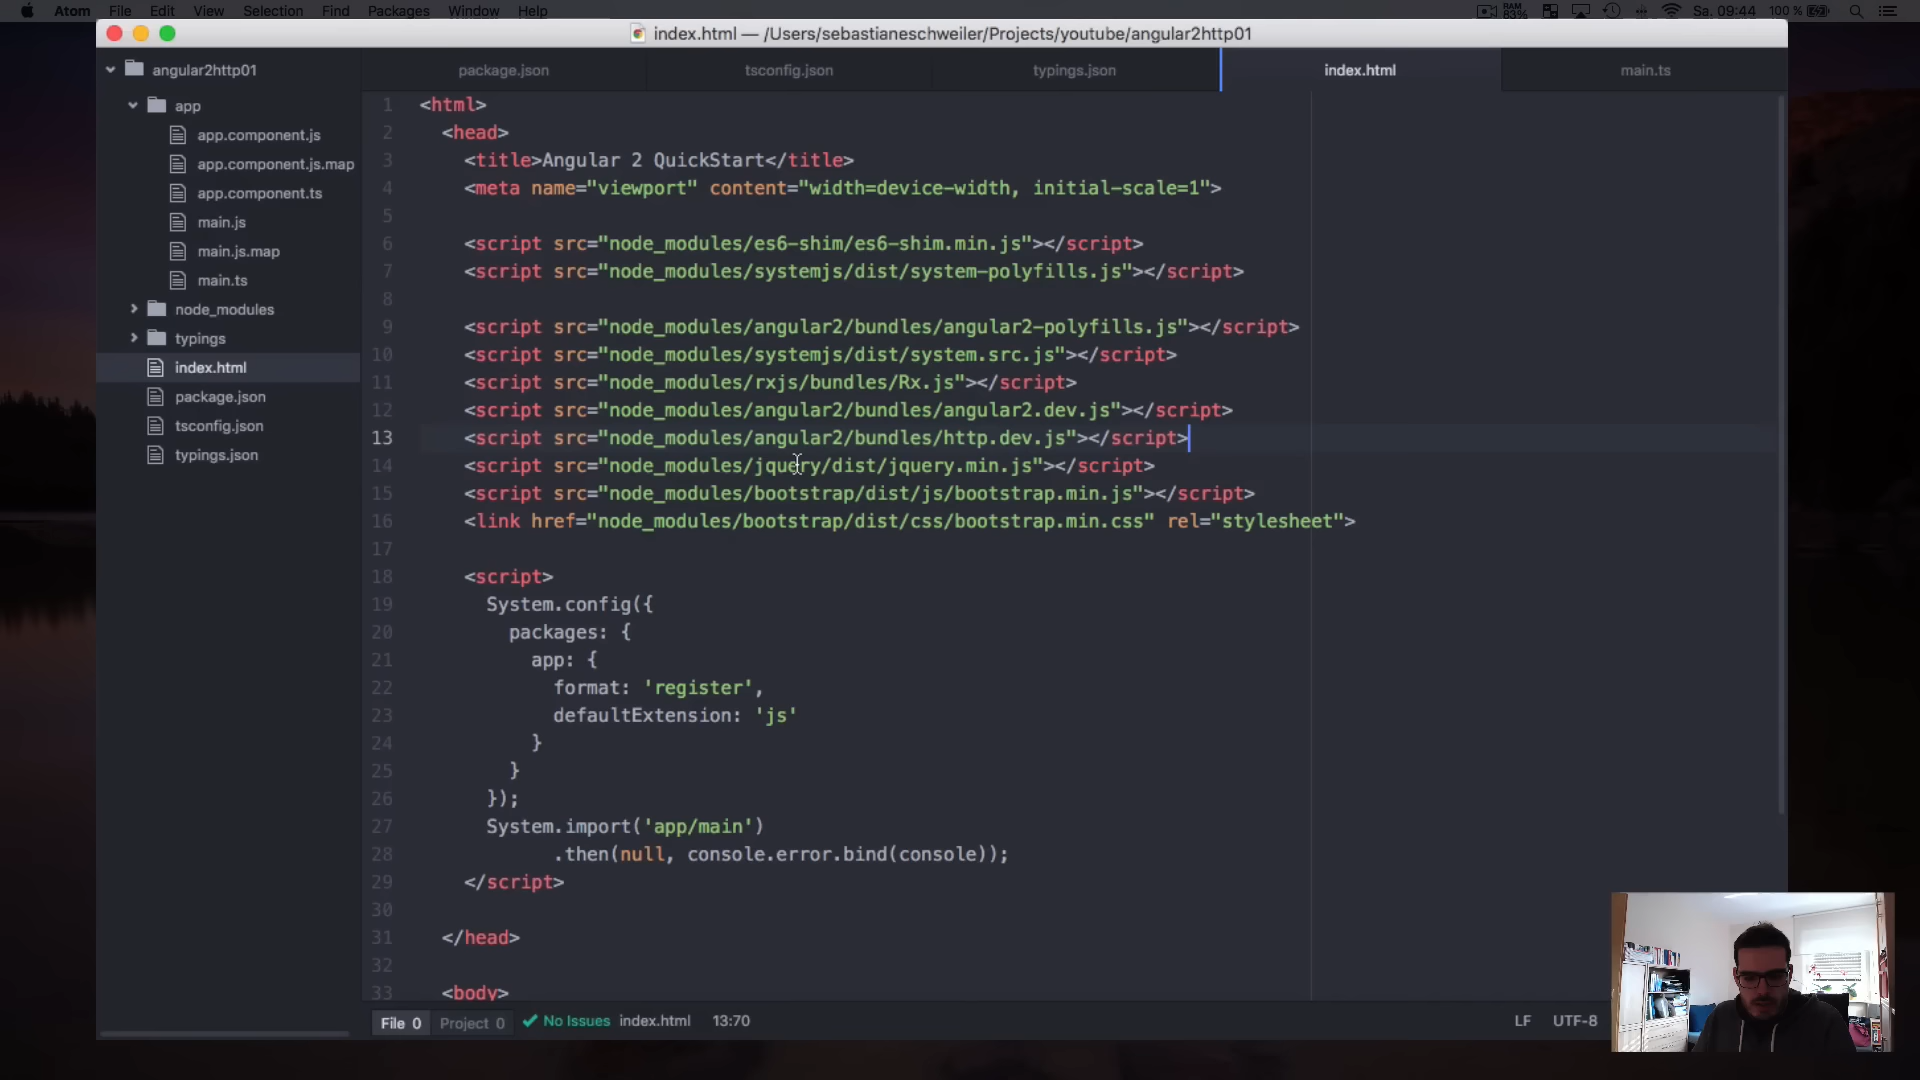 Atom File Edit View Selection Find Packages Window Help
RAM 83% Sa. 09:44 100 %
index.html — /Users/sebastianeschweiler/Projects/youtube/angular2http01
angular2http01
app
app.component.js
app.component.js.map
app.component.ts
main.js
main.js.map
main.ts
node_modules
typings
index.html
package.json
tsconfig.json
typings.json
package.json tsconfig.json typings.json index.html main.ts
1 <html>
2 <head>
3 <title>Angular 2 QuickStart</title>
4 <meta name="viewport" content="width=device-width, initial-scale=1">
5
6 <script src="node_modules/es6-shim/es6-shim.min.js"></script>
7 <script src="node_modules/systemjs/dist/system-polyfills.js"></script>
8
9 <script src="node_modules/angular2/bundles/angular2-polyfills.js"></script>
10 <script src="node_modules/systemjs/dist/system.src.js"></script>
11 <script src="node_modules/rxjs/bundles/Rx.js"></script>
12 <script src="node_modules/angular2/bundles/angular2.dev.js"></script>
13 <script src="node_modules/angular2/bundles/http.dev.js"></script>
14 <script src="node_modules/jquery/dist/jquery.min.js"></script>
15 <script src="node_modules/bootstrap/dist/js/bootstrap.min.js"></script>
16 <link href="node_modules/bootstrap/dist/css/bootstrap.min.css" rel="stylesheet">
17
18 <script>
19 System.config({
20 packages: {
21 app: {
22 format: 'register',
23 defaultExtension: 'js'
24 }
25 }
26 });
27 System.import('app/main')
28 .then(null, console.error.bind(console));
29 </script>
30
31 </head>
32
33 <body>
File 0 Project 0 No Issues index.html 13:70 LF UTF-8